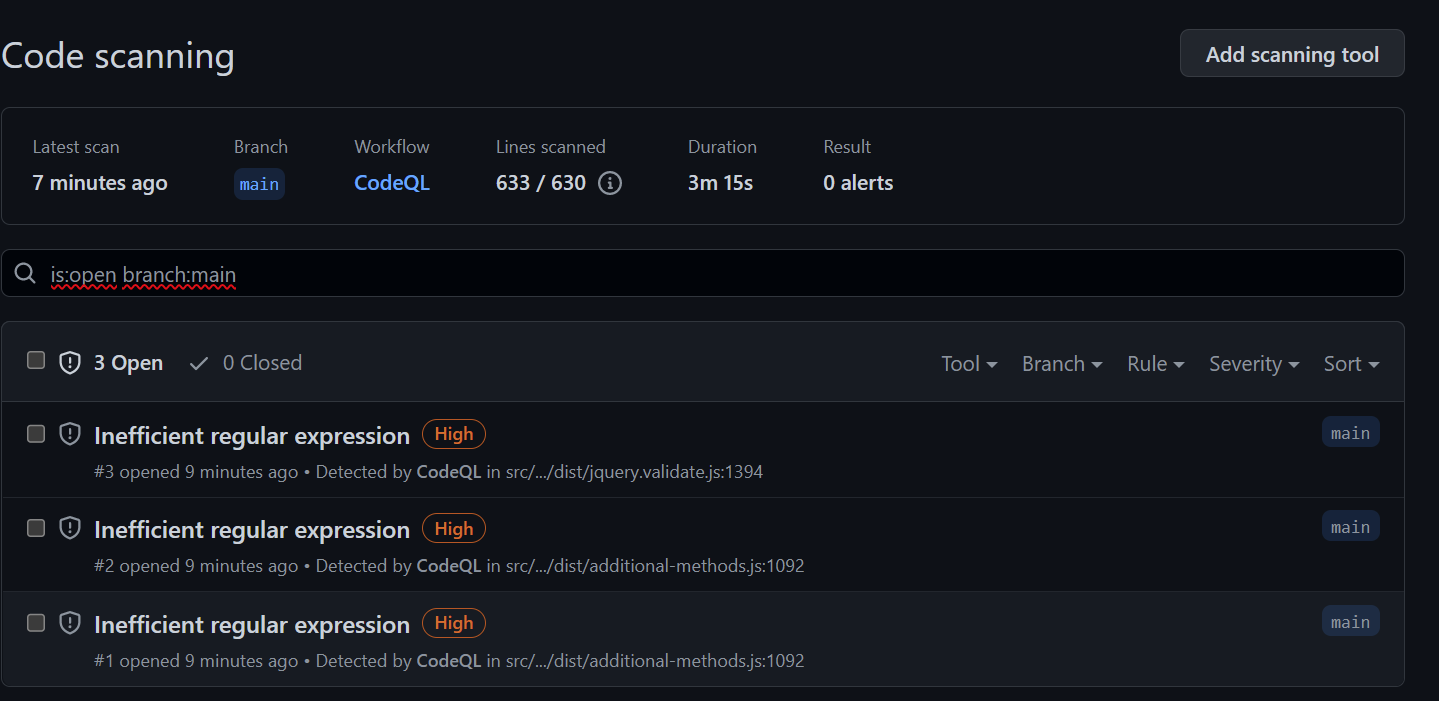 Code scanning
Add scanning tool
Latest scan Branch Workflow Lines scanned Duration Result
7 minutes ago main CodeQL 633 / 630 3m 15s 0 alerts
is:open branch:main
3 Open 0 Closed Tool Branch Rule Severity Sort
Inefficient regular expression High main
#3 opened 9 minutes ago • Detected by CodeQL in src/.../dist/jquery.validate.js:1394
Inefficient regular expression High main
#2 opened 9 minutes ago • Detected by CodeQL in src/.../dist/additional-methods.js:1092
Inefficient regular expression High main
#1 opened 9 minutes ago • Detected by CodeQL in src/.../dist/additional-methods.js:1092